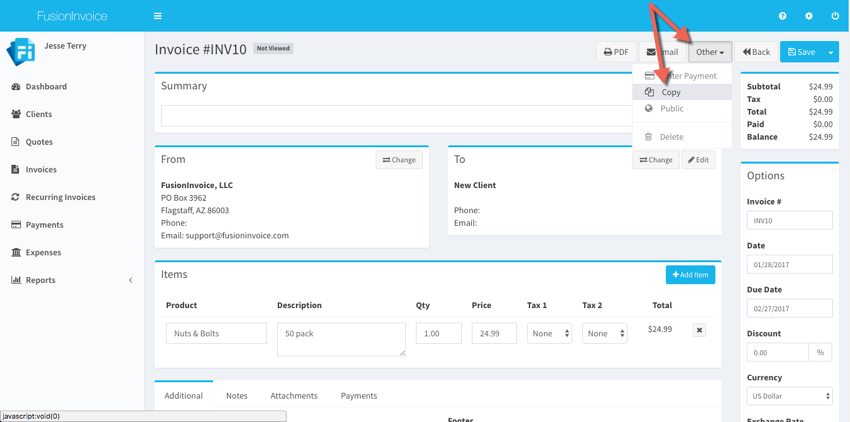 FusionInvoice
Jesse Terry
Dashboard
Clients
Quotes
Invoices
Recurring Invoices
Payments
Expenses
Reports
Invoice #INV10 Not Viewed
PDF
Other
Back
Save
Payment
Copy
Public
Delete
Summary
From
Change
FusionInvoice, LLC
PO Box 3962
Flagstaff, AZ 86003
Phone:
Email: support@fusioninvoice.com
To
Change
Edit
New Client
Phone:
Email:
Items
Add Item
Product Description Qty Price Tax 1 Tax 2 Total
Nuts & Bolts 50 pack 1.00 24.99 None None $24.99
Additional Notes Attachments Payments
Footer
Subtotal $24.99
Tax $0.00
Total $24.99
Paid $0.00
Balance $24.99
Options
Invoice #
INV10
Date
01/28/2017
Due Date
02/27/2017
Discount
0.00 %
Currency
US Dollar
Exchange Rate
javascript:void(0)